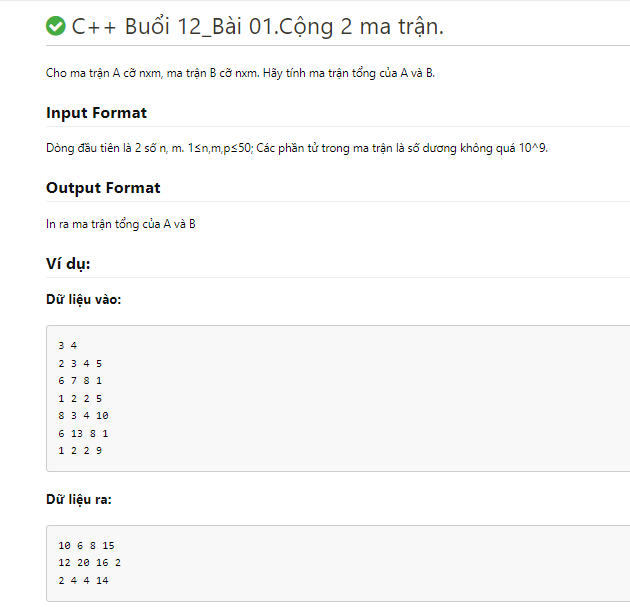 C++ Buổi 12_Bài 01.Cộng 2 ma trận.
Cho ma trận A cỡ nxm, ma trận B cỡ nxm. Hãy tính ma trận tổng của A và B.
Input Format
Dòng đầu tiên là 2 số n, m. 1≤n,m,p≤50; Các phần tử trong ma trận là số dương không quá 10^9.
Output Format
In ra ma trận tổng của A và B
Ví dụ:
Dữ liệu vào:
3 4
2 3 4 5
6 7 8 1
1 2 2 5
8 3 4 10
6 13 8 1
1 2 2 9
Dữ liệu ra:
10 6 8 15
12 20 16 2
2 4 4 14